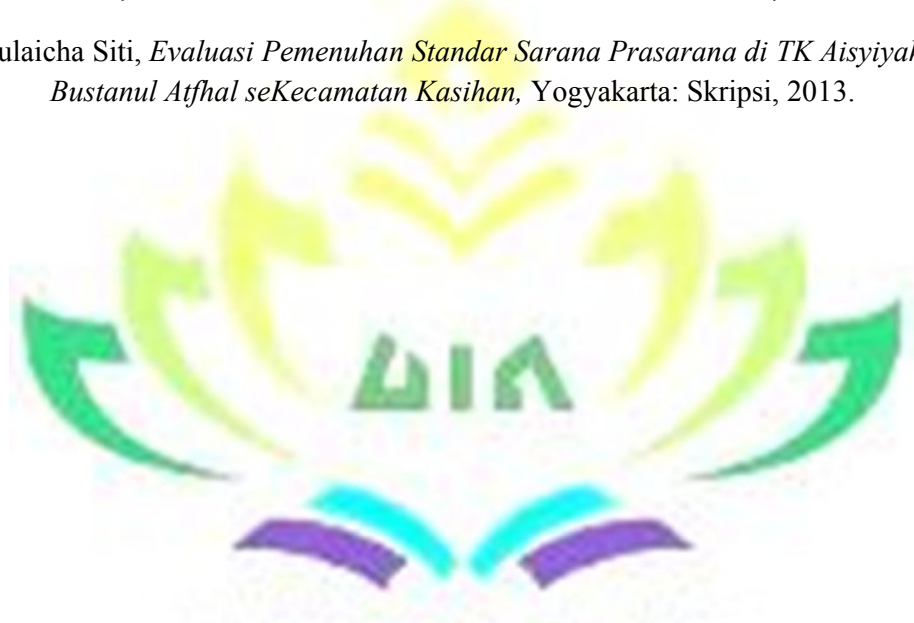 ulaicha Siti, Evaluasi Pemenuhan Standar Sarana Prasarana di TK Aisyiyah
Bustanul Atfhal seKecamatan Kasihan, Yogyakarta: Skripsi, 2013.
UIN